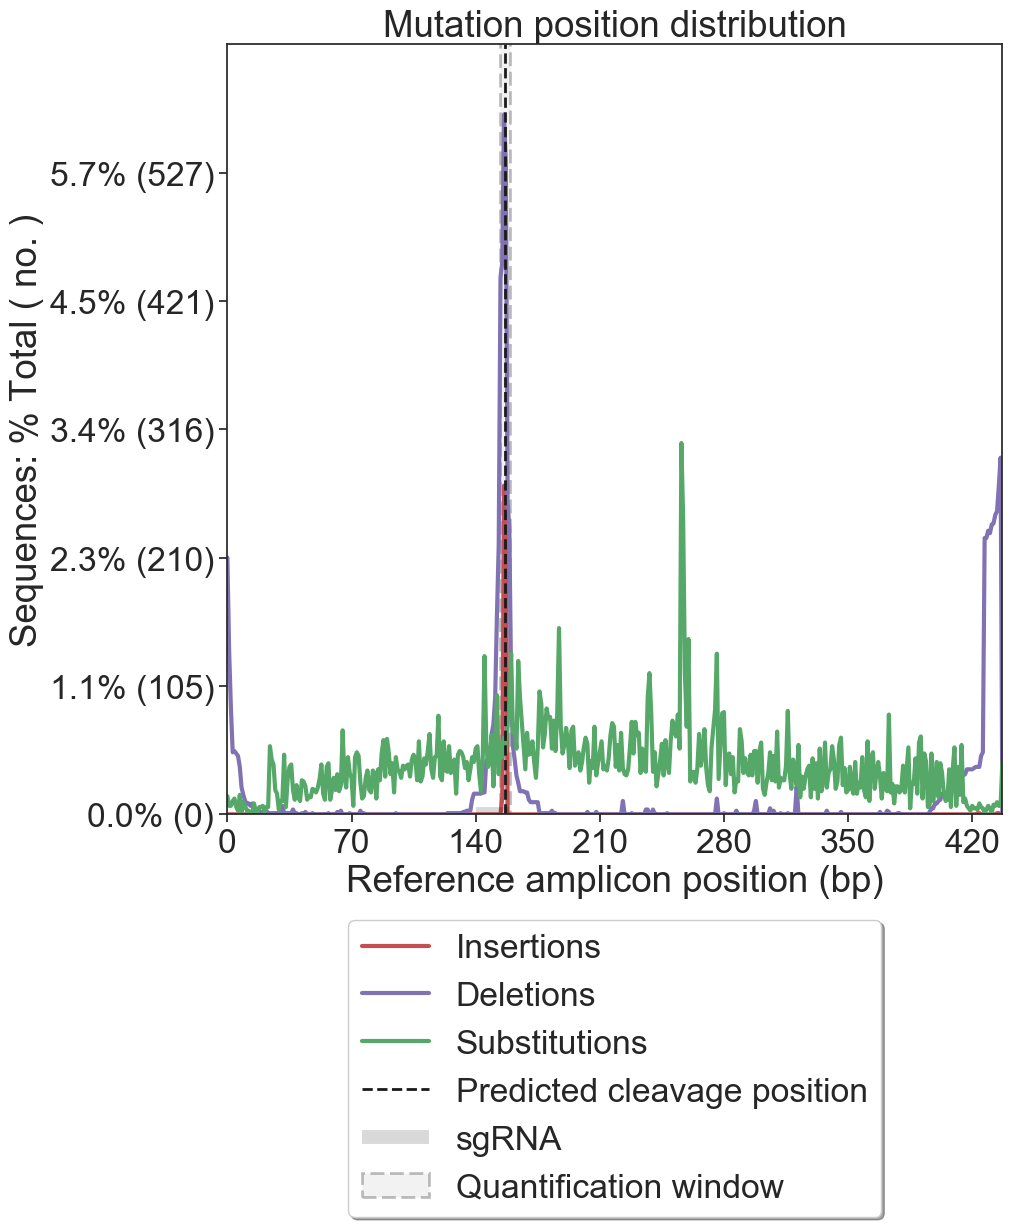 Mutation position distribution
Sequences: % Total ( no. )
5.7% (527)
4.5% (421)
3.4% (316)
2.3% (210)
1.1% (105)
0.0% (0)
0 70 140 210 280 350 420
Reference amplicon position (bp)
Insertions
Deletions
Substitutions
Predicted cleavage position
sgRNA
Quantification window